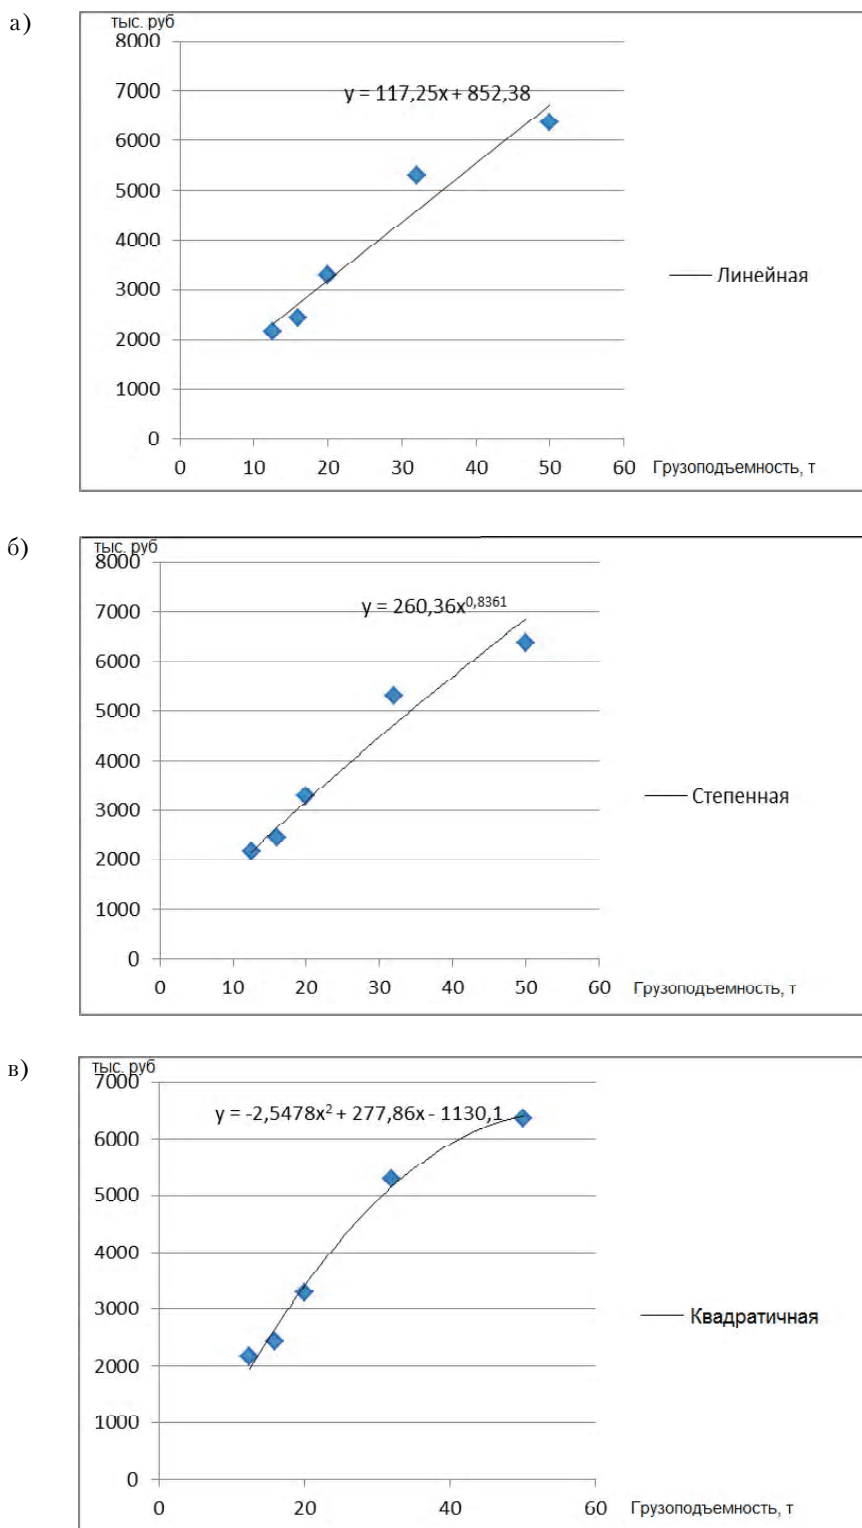 а)
тыс. руб
8000
y = 117,25x + 852,38
7000
6000
5000
4000
Линейная
3000
2000
1000
0
0 10 20 30 40 50 60 Грузоподъемность, т
б)
тыс. руб
8000
y = 260,36x^0,8361
7000
6000
5000
4000
Степенная
3000
2000
1000
0
0 10 20 30 40 50 60 Грузоподъемность, т
в)
тыс. руб
7000
y = -2,5478x² + 277,86x - 1130,1
6000
5000
4000
3000
Квадратичная
2000
1000
0
0 20 40 60 Грузоподъемность, т